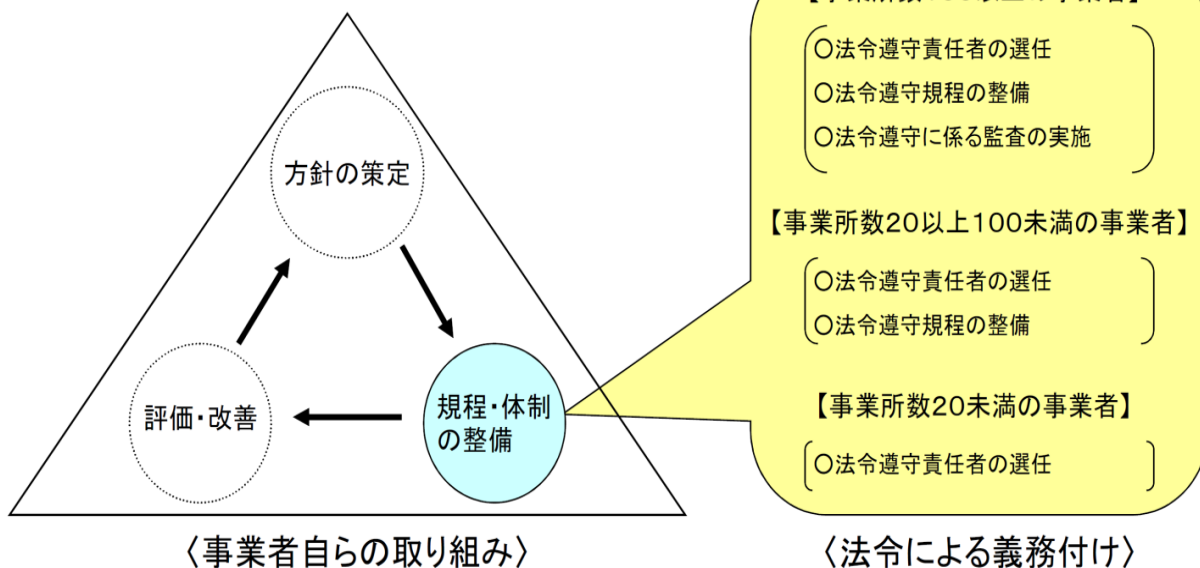 方針の策定
評価・改善
規程・体制
の整備
〈事業者自らの取り組み〉
〇法令遵守責任者の選任
〇法令遵守規程の整備
〇法令遵守に係る監査の実施
【事業所数20以上100未満の事業者】
〇法令遵守責任者の選任
〇法令遵守規程の整備
【事業所数20未満の事業者】
〇法令遵守責任者の選任
〈法令による義務付け〉